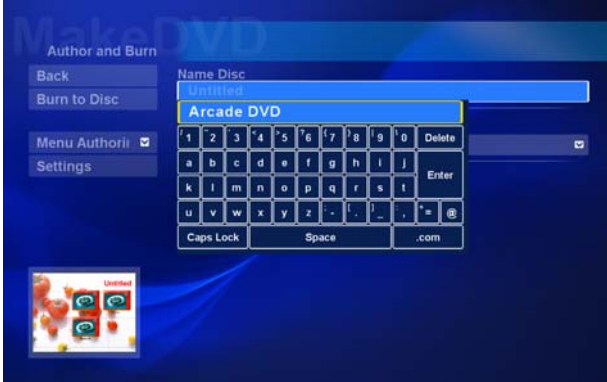 MakeDVD
Author and Burn
Back
Name Disc
Untitled
Burn to Disc
Arcade DVD
1 2 3 4 5 6 7 8 9 0 Delete
Menu Authorin
a b c d e f g h i j
Enter
Settings
k l m n o p q r s t
u v w x y z - . _ , = @
Caps Lock Space .com
Untitled